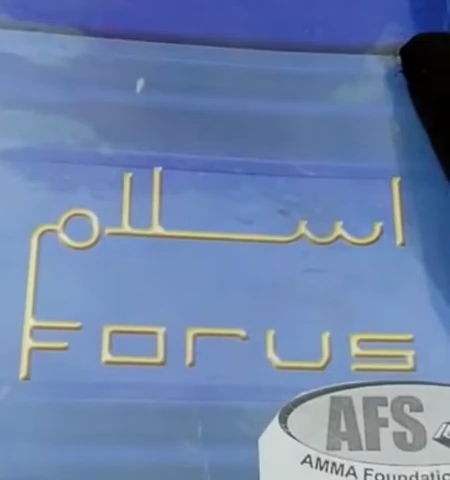 اسلام
Forus
AFS
AMMA Foundatio